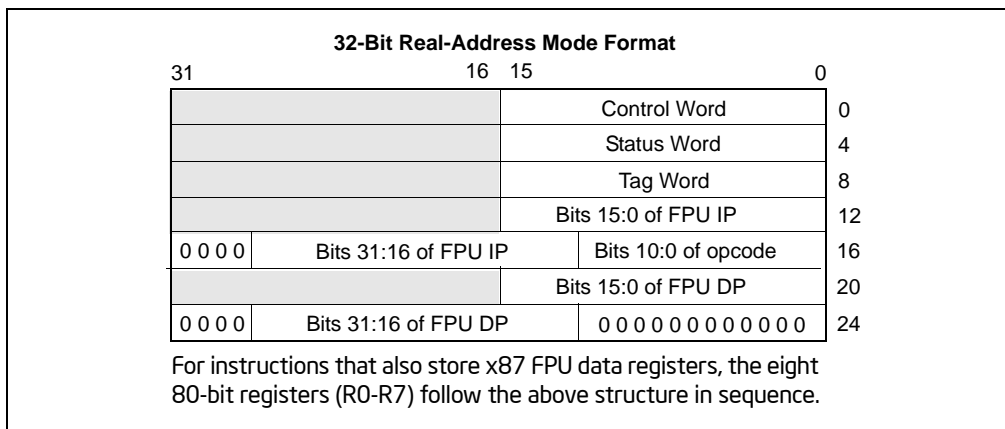 32-Bit Real-Address Mode Format
31 16 15 0
Control Word 0
Status Word 4
Tag Word 8
Bits 15:0 of FPU IP 12
0 0 0 0 Bits 31:16 of FPU IP Bits 10:0 of opcode 16
Bits 15:0 of FPU DP 20
0 0 0 0 Bits 31:16 of FPU DP 0 0 0 0 0 0 0 0 0 0 0 0 24
For instructions that also store x87 FPU data registers, the eight
80-bit registers (R0-R7) follow the above structure in sequence.